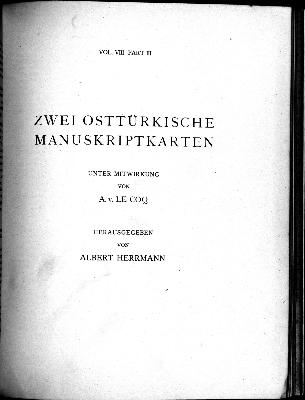 VOL. VIII PART II
ZWEI OSTTÜRKISCHE
MANUSKRIPTKARTEN
UNTER MITWIRKUNG
VON
A. v. LE COQ
HERAUSGEGEBEN
VON
ALBERT HERRMANN